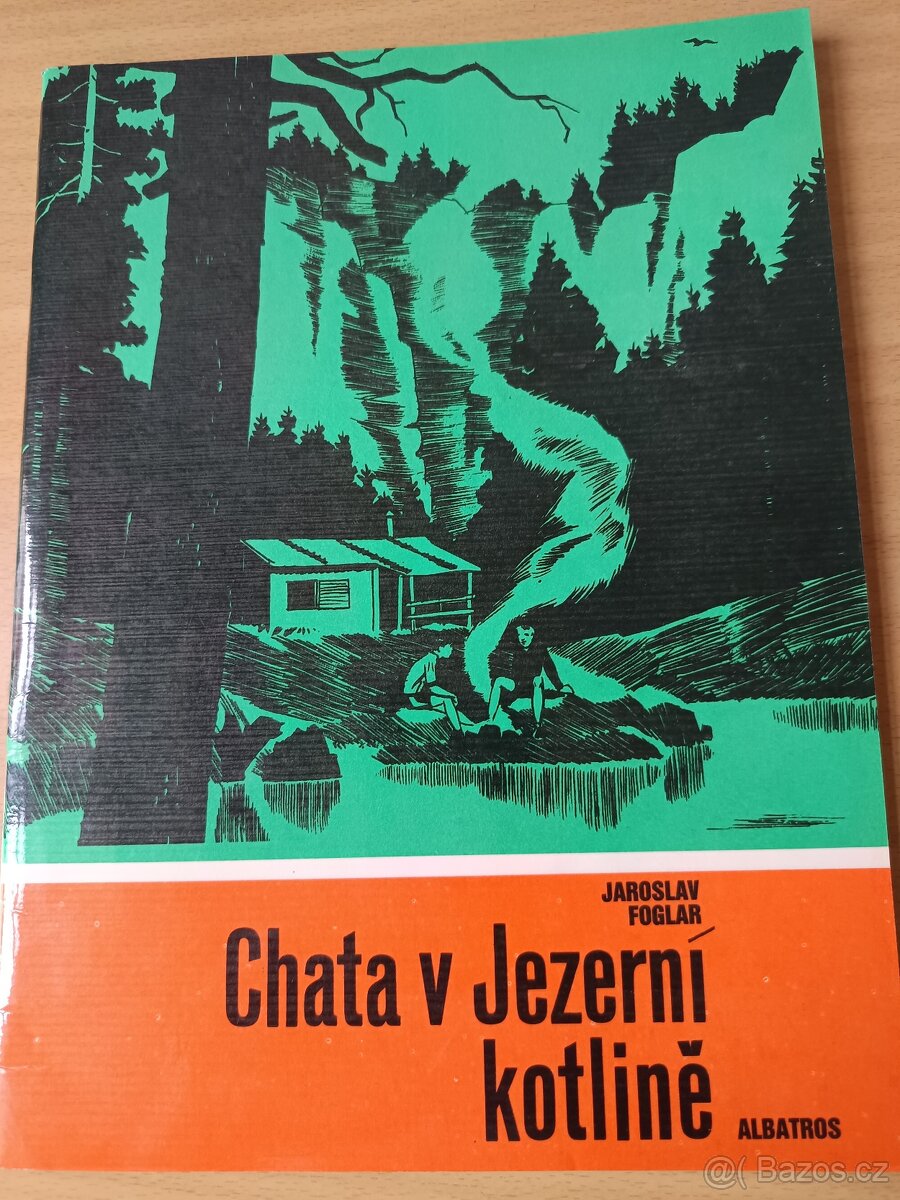 JAROSLAV
FOGLAR
Chata v Jezerní
kotlině
ALBATROS
@ Bazos.cz